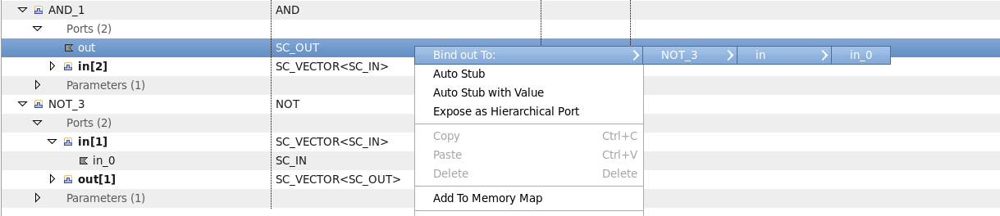 AND_1 AND
Ports (2)
out SC_OUT
Bind out To: NOT_3 in in_0
in[2] SC_VECTOR<SC_IN>
Auto Stub
Parameters (1)
Auto Stub with Value
NOT_3 NOT
Expose as Hierarchical Port
Ports (2)
Copy Ctrl+C
in[1] SC_VECTOR<SC_IN>
Paste Ctrl+V
in_0 SC_IN
Delete Delete
out[1] SC_VECTOR<SC_OUT>
Parameters (1)
Add To Memory Map